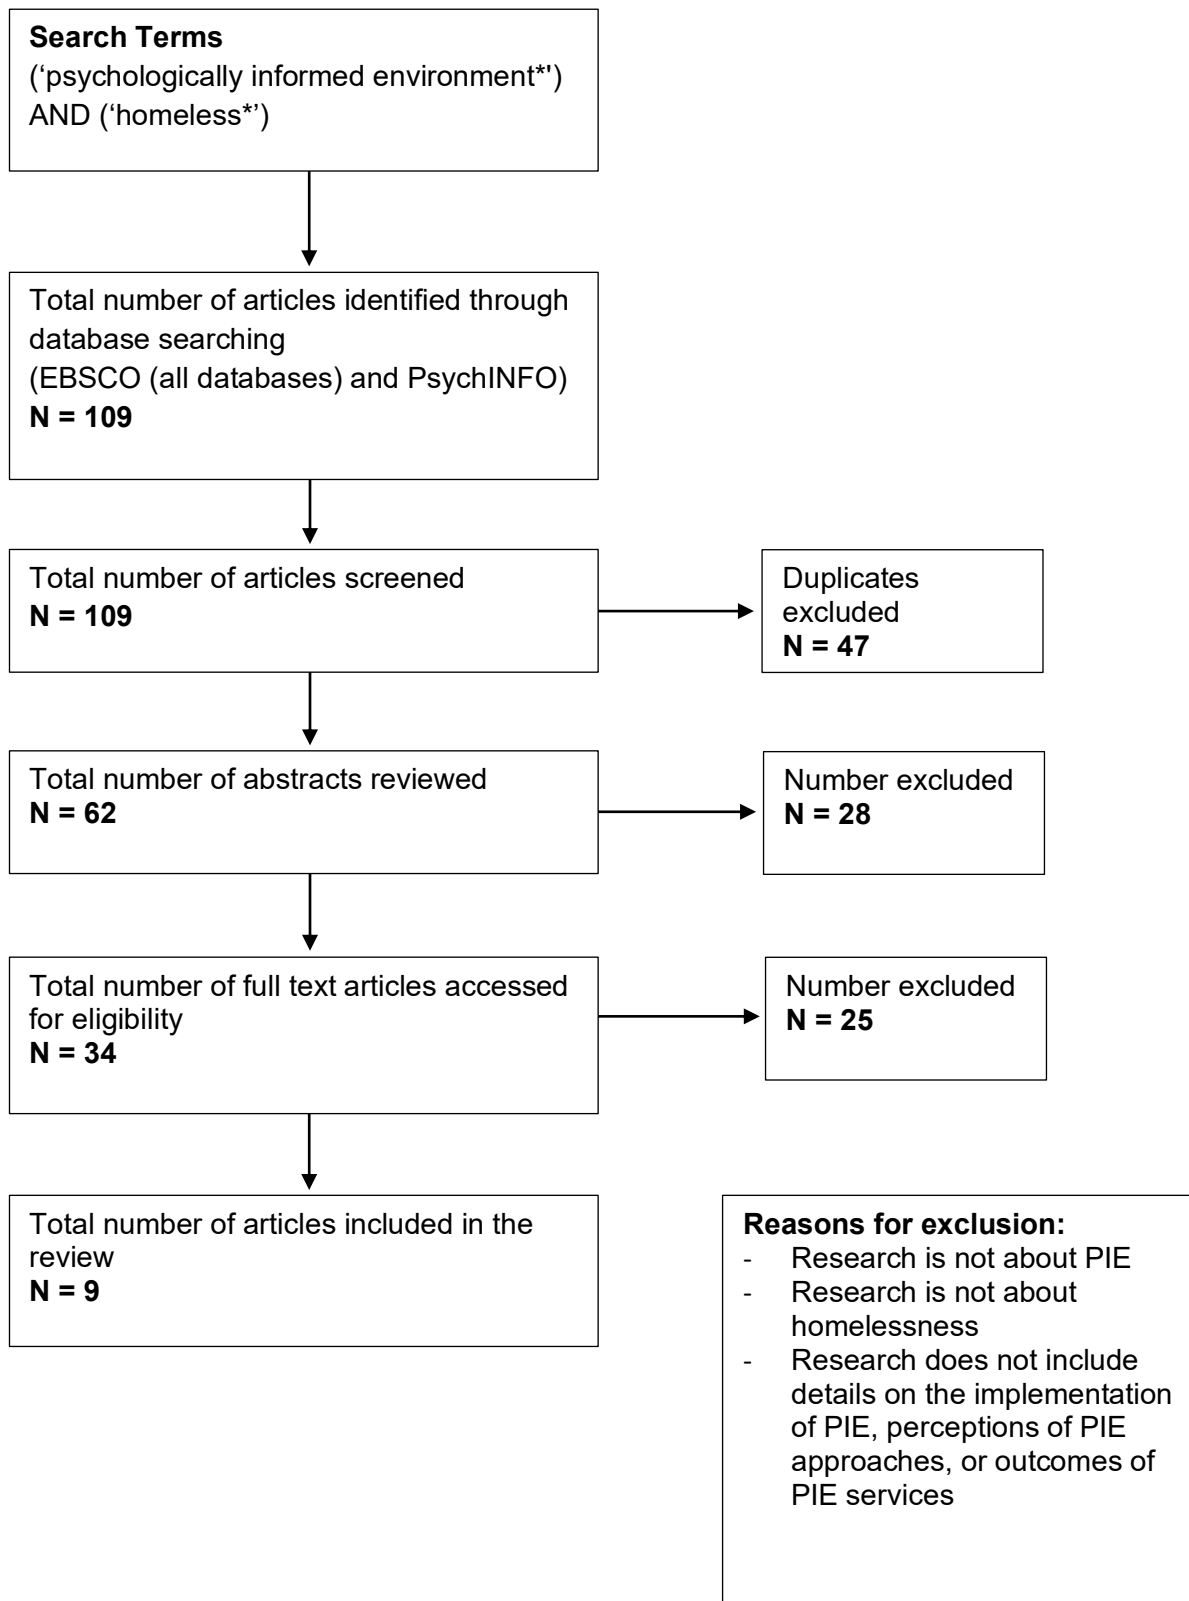 Search Terms
(‘psychologically informed environment*')
AND (‘homeless*’)
Total number of articles identified through
database searching
(EBSCO (all databases) and PsychINFO)
N = 109
Total number of articles screened
N = 109
Duplicates
excluded
N = 47
Total number of abstracts reviewed
N = 62
Number excluded
N = 28
Total number of full text articles accessed
for eligibility
N = 34
Number excluded
N = 25
Total number of articles included in the
review
N = 9
Reasons for exclusion:
- Research is not about PIE
- Research is not about
homelessness
- Research does not include
details on the implementation
of PIE, perceptions of PIE
approaches, or outcomes of
PIE services